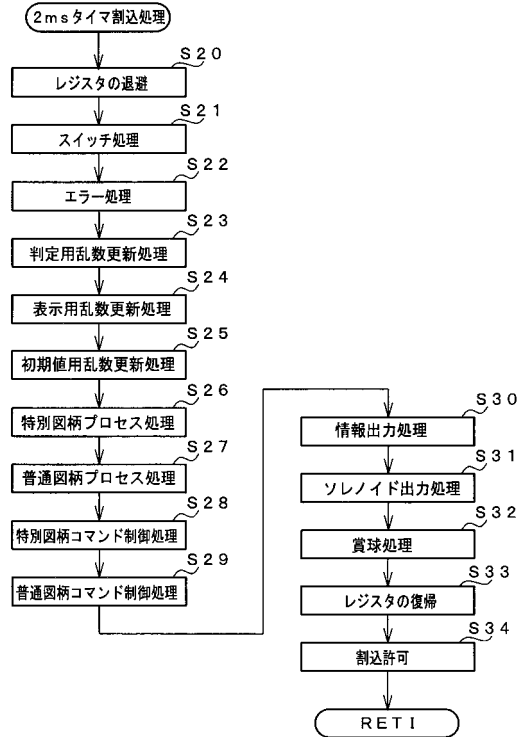 2msタイマ割込処理
S20
レジスタの退避
S21
スイッチ処理
S22
エラー処理
S23
判定用乱数更新処理
S24
表示用乱数更新処理
S25
初期値用乱数更新処理
S26
特別図柄プロセス処理
S27
普通図柄プロセス処理
S28
特別図柄コマンド制御処理
S29
普通図柄コマンド制御処理
S30
情報出力処理
S31
ソレノイド出力処理
S32
賞球処理
S33
レジスタの復帰
S34
割込許可
RETI